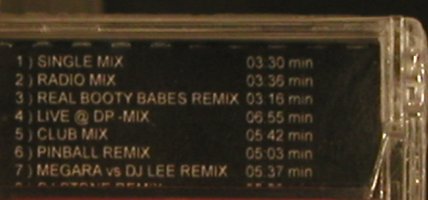 1 ) SINGLE MIX 03:30 min
2 ) RADIO MIX 03:36 min
3 ) REAL BOOTY BABES REMIX 03:16 min
4 ) LIVE @ DP -MIX 06:55 min
5 ) CLUB MIX 05:42 min
6 ) PINBALL REMIX 05:03 min
7 ) MEGARA vs DJ LEE REMIX 05:37 min